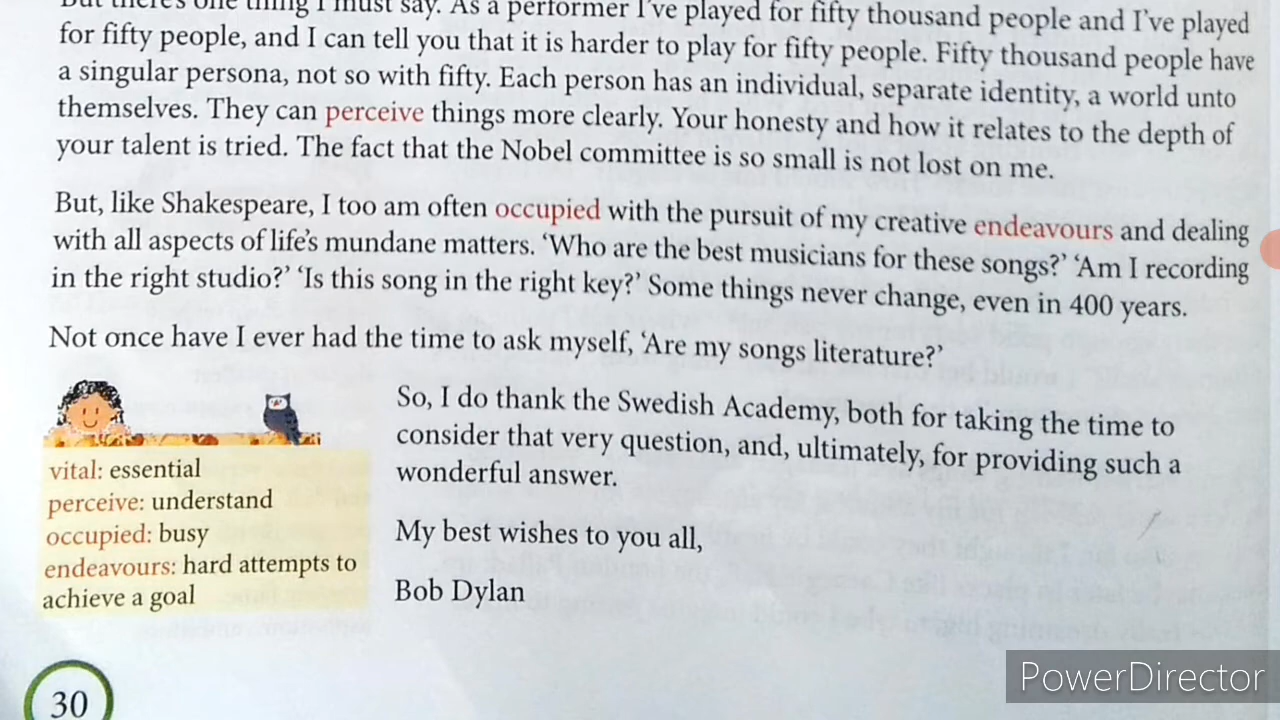 But there's one thing I must say. As a performer I've played for fifty thousand people and I've played
for fifty people, and I can tell you that it is harder to play for fifty people. Fifty thousand people have
a singular persona, not so with fifty. Each person has an individual, separate identity, a world unto
themselves. They can perceive things more clearly. Your honesty and how it relates to the depth of
your talent is tried. The fact that the Nobel committee is so small is not lost on me.
But, like Shakespeare, I too am often occupied with the pursuit of my creative endeavours and dealing
with all aspects of life's mundane matters. 'Who are the best musicians for these songs?' 'Am I recording
in the right studio?' 'Is this song in the right key?' Some things never change, even in 400 years.
Not once have I ever had the time to ask myself, 'Are my songs literature?'
So, I do thank the Swedish Academy, both for taking the time to
consider that very question, and, ultimately, for providing such a
wonderful answer.
My best wishes to you all,
Bob Dylan
vital: essential
perceive: understand
occupied: busy
endeavours: hard attempts to
achieve a goal
30
PowerDirector